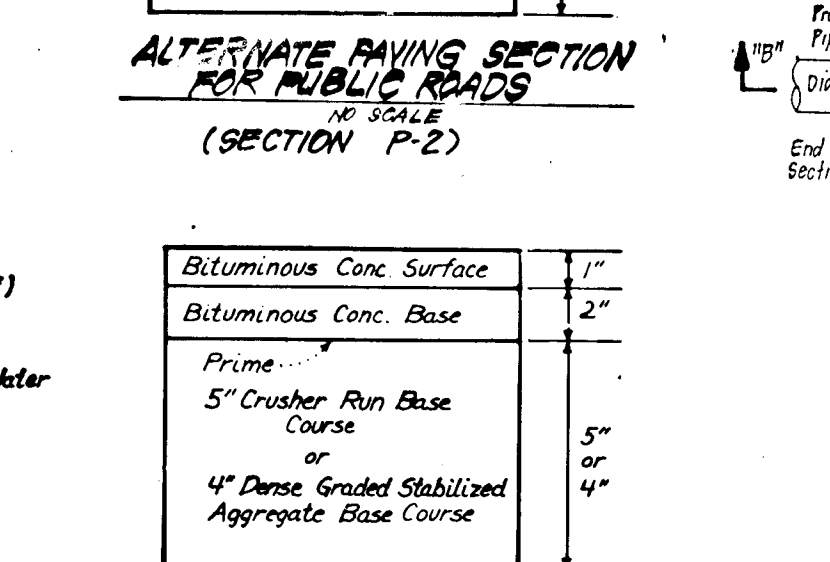 ALTERNATE PAVING SECTION
FOR PUBLIC ROADS
NO SCALE
(SECTION P-2)
"B"
End
Bituminous Conc. Surface
1"
Bituminous Conc. Base
2"
Prime
5" Crusher Run Base
Course
or
4" Dense Graded Stabilized
Aggregate Base Course
5"
or
4"